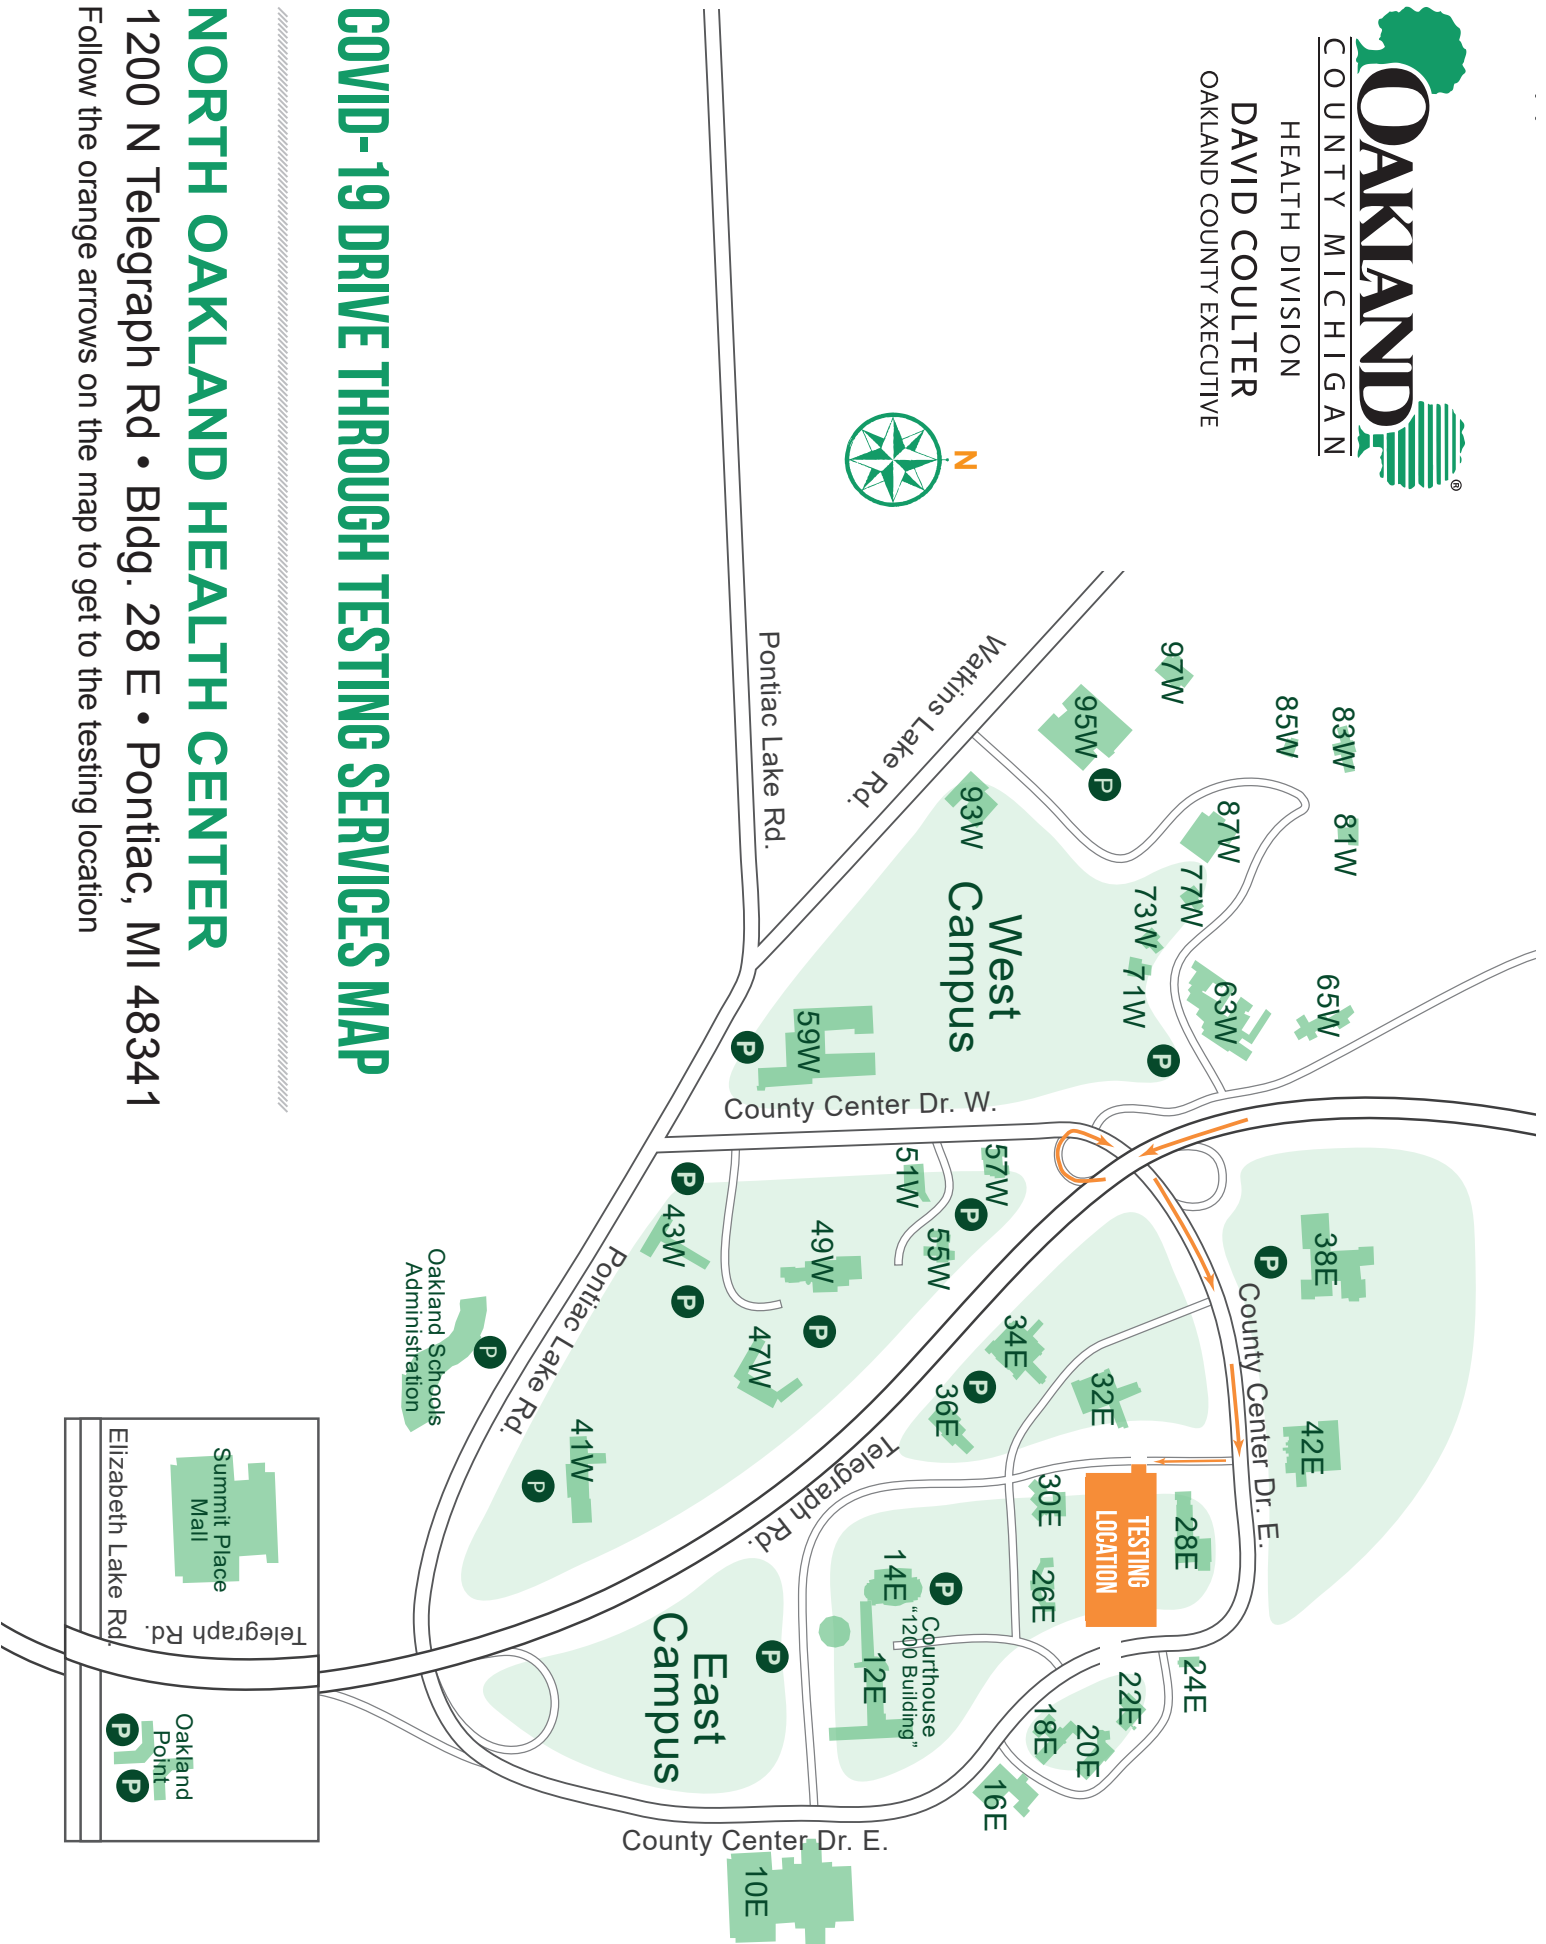 OAKLAND
®
COUNTY MICHIGAN
HEALTH DIVISION
DAVID COULTER
OAKLAND COUNTY EXECUTIVE
COVID-19 DRIVE THROUGH TESTING SERVICES MAP
NORTH OAKLAND HEALTH CENTER
1200 N Telegraph Rd • Bldg. 28 E • Pontiac, MI 48341
Follow the orange arrows on the map to get to the testing location
N
Pontiac Lake Rd.
Watkins Lake Rd.
97W
95W
P
93W
85W
83W
81W
87W
77W
73W
71W
63W
65W
West
Campus
P
59W
P
County Center Dr. W.
57W
51W
P
55W
P
43W
P
49W
P
47W
41W
P
Pontiac Lake Rd.
Oakland Schools
Administration
P
Telegraph Rd.
38E
P
County Center Dr. E.
42E
34E
P
36E
32E
30E
TESTING
LOCATION
28E
26E
14E
P
Courthouse
"1200 Building"
12E
24E
22E
20E
18E
16E
P
East
Campus
County Center Dr. E.
10E
Elizabeth Lake Rd.
Summit Place
Mall
Telegraph Rd.
Oakland
Point
P
P